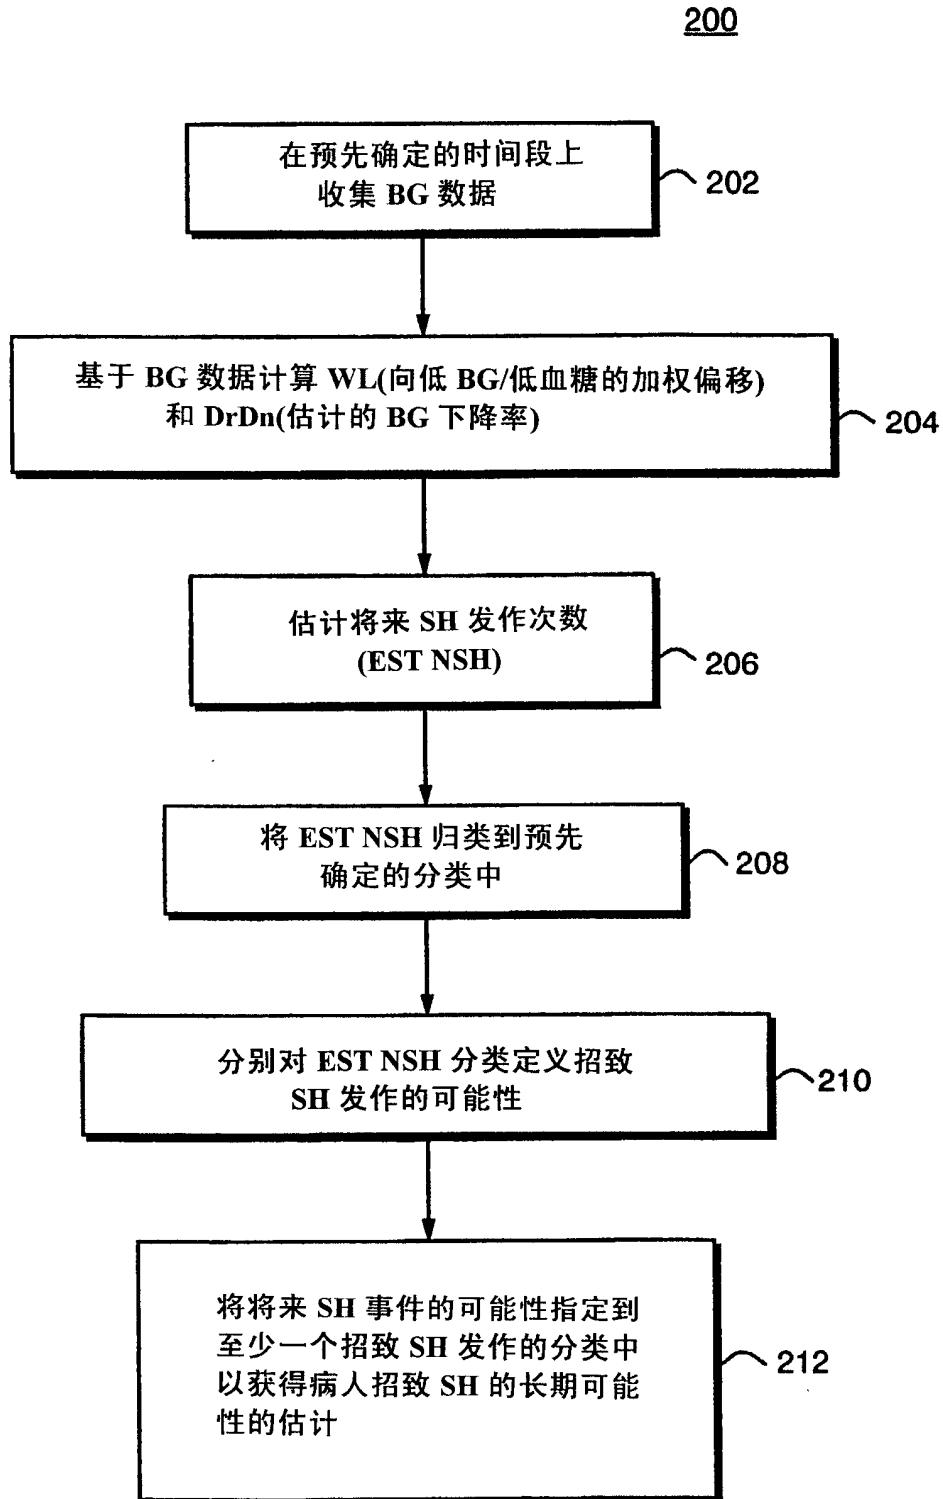 200
在预先确定的时间段上
收集 BG 数据
202
基于 BG 数据计算 WL(向低 BG/低血糖的加权偏移)
和 DrDn(估计的 BG 下降率)
204
估计将来 SH 发作次数
(EST NSH)
206
将 EST NSH 归类到预先
确定的分类中
208
分别对 EST NSH 分类定义招致
SH 发作的可能性
210
将将来 SH 事件的可能性指定到
至少一个招致 SH 发作的分类中
以获得病人招致 SH 的长期可能
性的估计
212